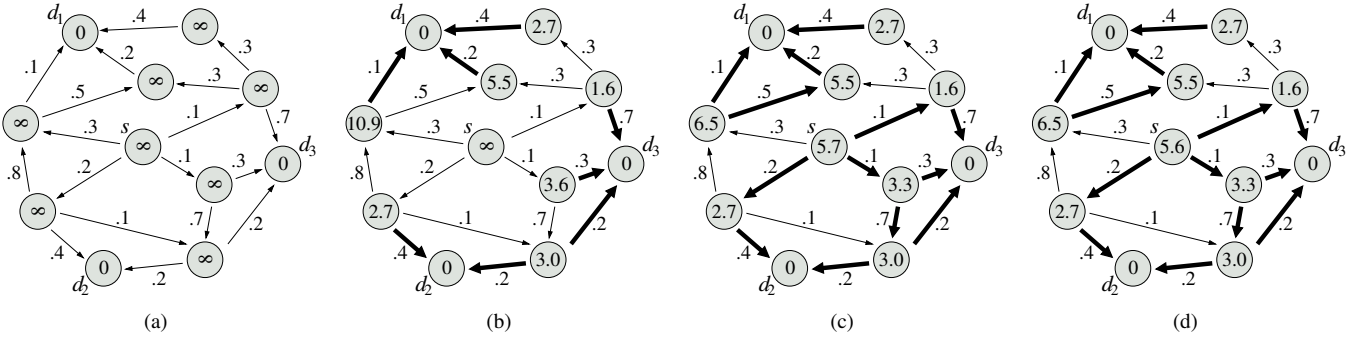 d1 0 .4 ∞
.1 .2 .3
.5 ∞ .3 ∞
.1 .7
∞ .3 s ∞ d3
.8 .2 .1 .3 0
∞ ∞
.1 .7 .2
.4 0 ∞
d2 .2
(a)
d1 0 .4 2.7
.1 .2 .3
.5 5.5 .3 1.6
.1 .7
10.9 .3 s ∞ d3
.8 .2 .1 .3 0
2.7 3.6
.1 .7 .2
.4 0 3.0
d2 .2
(b)
d1 0 .4 2.7
.1 .2 .3
.5 5.5 .3 1.6
.1 .7
6.5 .3 s 5.7 d3
.8 .2 .1 .3 0
2.7 3.3
.1 .7 .2
.4 0 3.0
d2 .2
(c)
d1 0 .4 2.7
.1 .2 .3
.5 5.5 .3 1.6
.1 .7
6.5 .3 s 5.6 d3
.8 .2 .1 .3 0
2.7 3.3
.1 .7 .2
.4 0 3.0
d2 .2
(d)